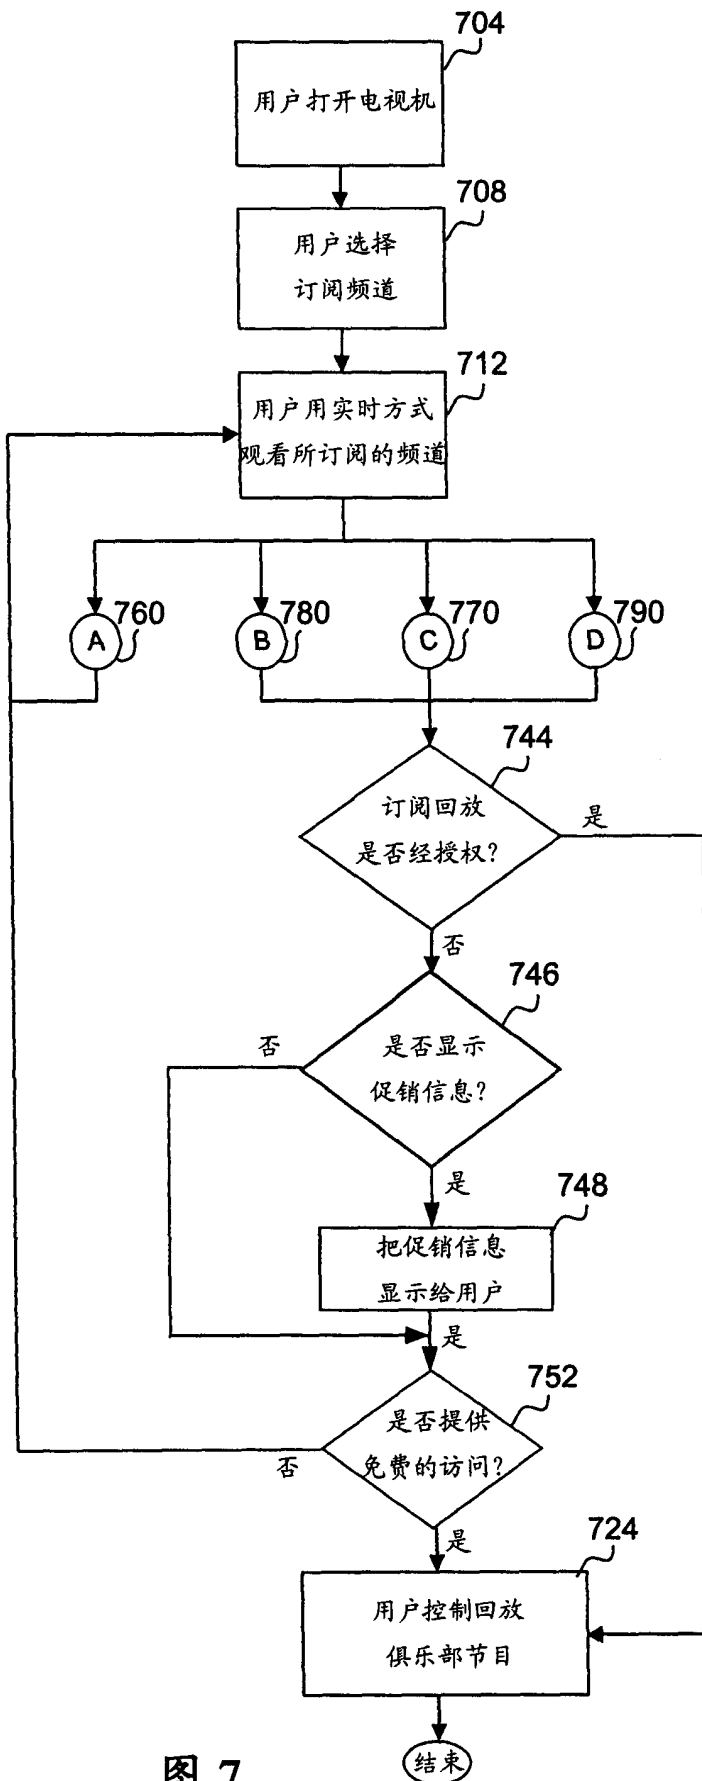 704
用户打开电视机
708
用户选择
订阅频道
712
用户用实时方式
观看所订阅的频道
A
760
B
780
C
770
D
790
744
订阅回放
是否经授权?
是
否
746
是否显示
促销信息?
否
是
748
把促销信息
显示给用户
是
752
是否提供
免费的访问?
否
是
724
用户控制回放
俱乐部节目
结束
图 7